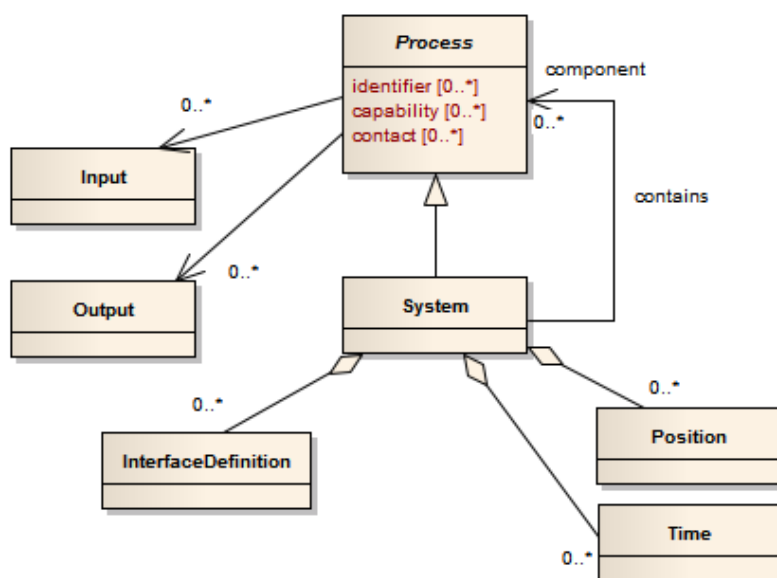 Process
identifier [0..*]
capability [0..*]
contact [0..*]
component
0..*
0..*
Input
contains
0..*
Output
System
0..*
0..*
InterfaceDefinition
Position
Time
0..*